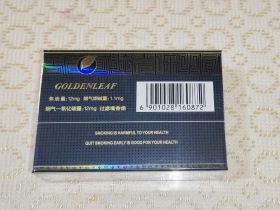 GOLDENLEAF
焦油量：12mg 烟气烟碱量：1.1mg
烟气一氧化碳量：12mg 过滤嘴香烟
6 901028 160872
SMOKING IS HARMFUL TO YOUR HEALTH
QUIT SMOKING EARLY IS GOOD FOR YOUR HEALTH